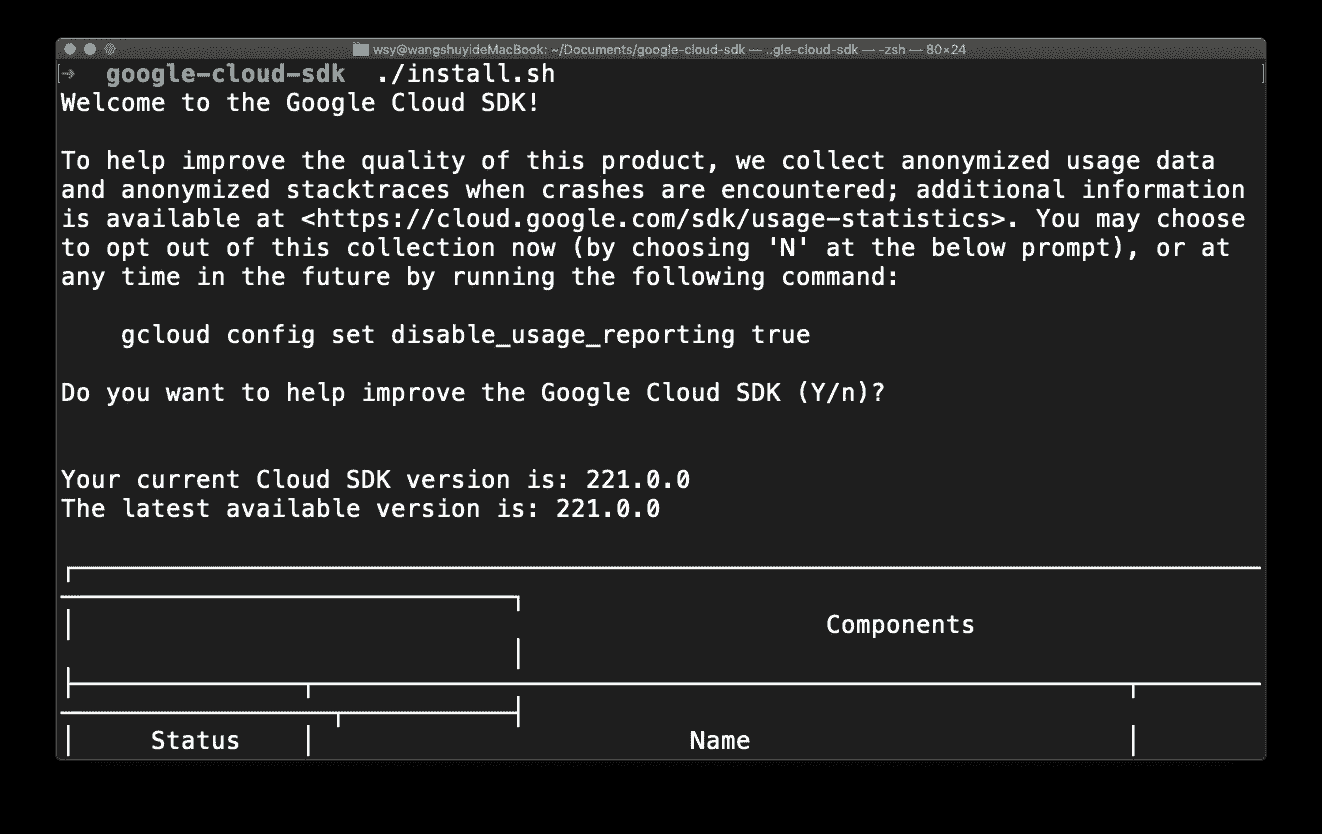 wsy@wangshuyideMacBook: ~/Documents/google-cloud-sdk — ..gle-cloud-sdk — -zsh — 80×24
[→ google-cloud-sdk ./install.sh ]
Welcome to the Google Cloud SDK!
To help improve the quality of this product, we collect anonymized usage data
and anonymized stacktraces when crashes are encountered; additional information
is available at <https://cloud.google.com/sdk/usage-statistics>. You may choose
to opt out of this collection now (by choosing 'N' at the below prompt), or at
any time in the future by running the following command:
gcloud config set disable_usage_reporting true
Do you want to help improve the Google Cloud SDK (Y/n)?
Your current Cloud SDK version is: 221.0.0
The latest available version is: 221.0.0
Components
Status Name